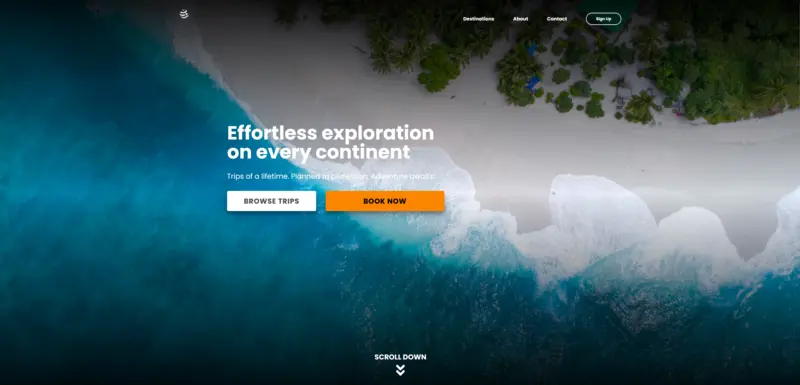 Destinations
About
Contact
Sign Up
Effortless exploration
on every continent
Trips of a lifetime. Planned to perfection. Adventure awaits.
BROWSE TRIPS
BOOK NOW
SCROLL DOWN